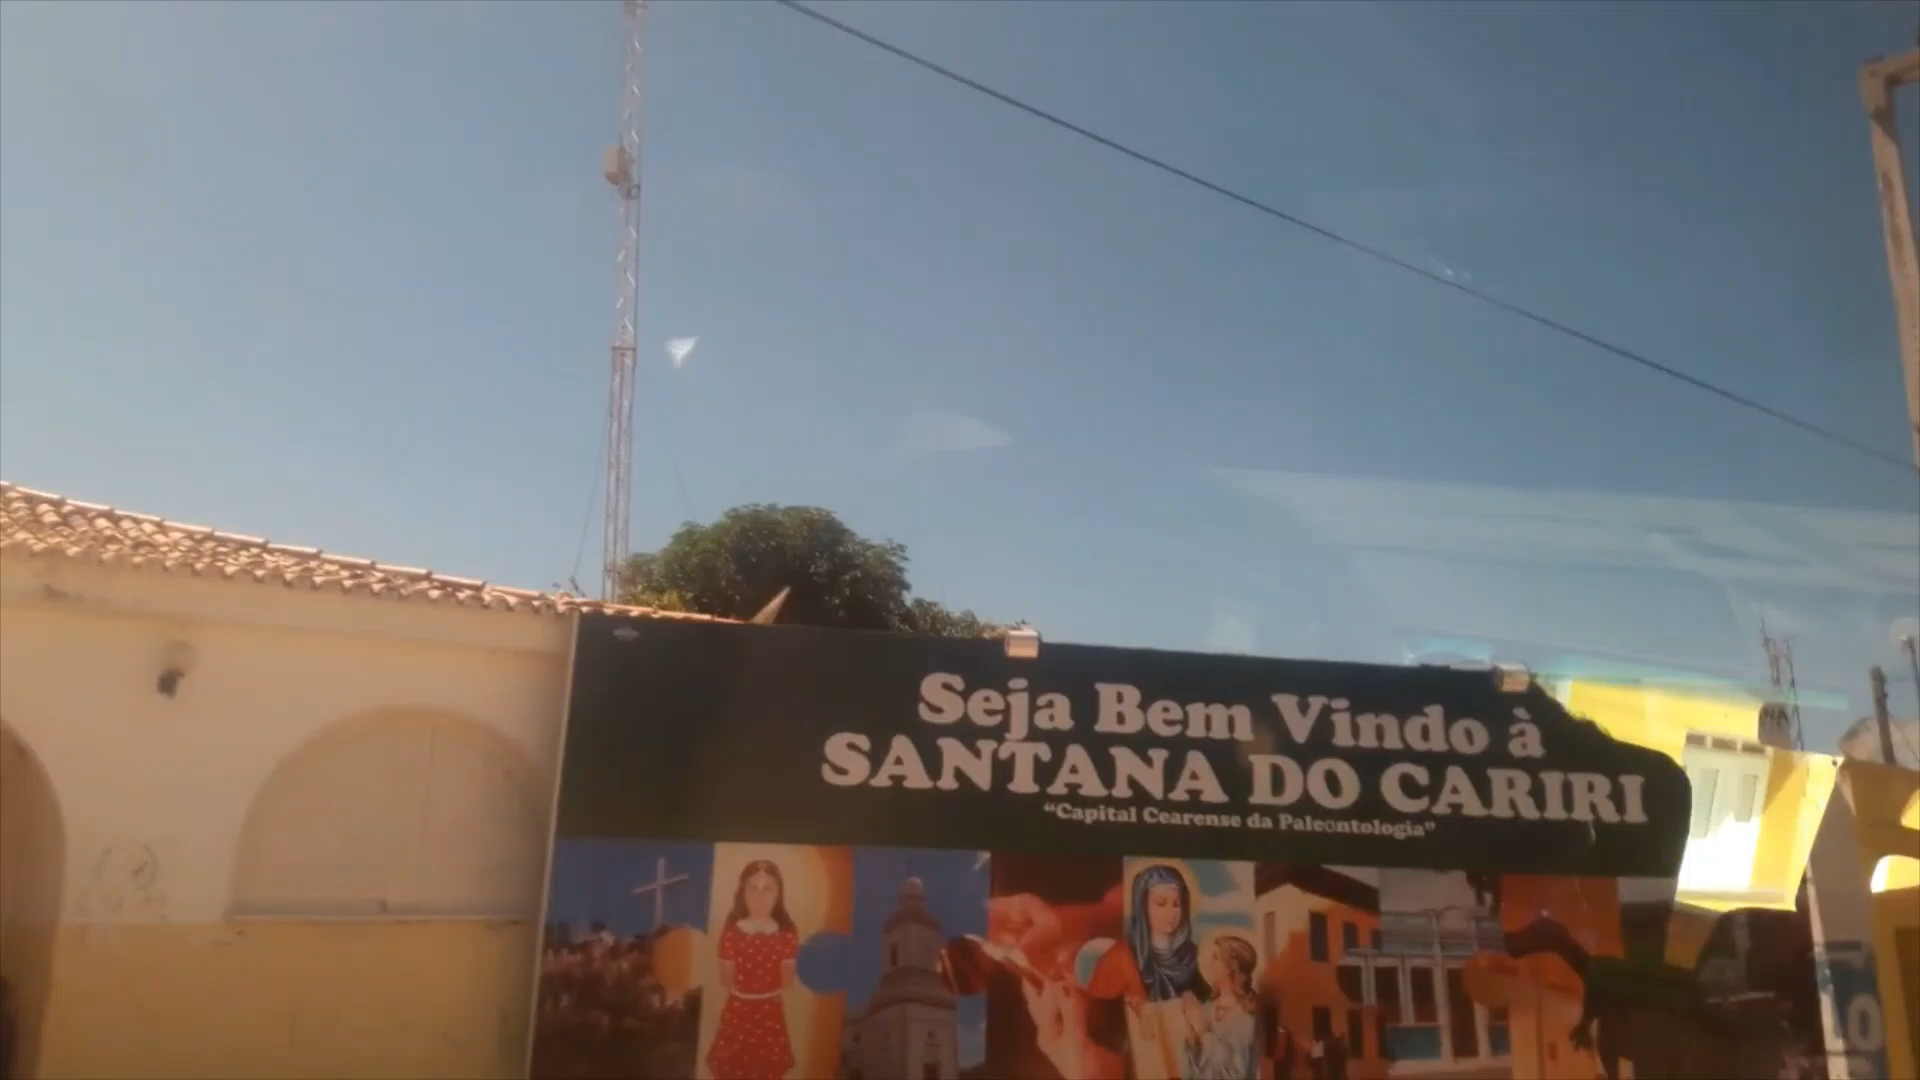 Seja Bem Vindo à
SANTANA DO CARIRI
“Capital Cearense da Paleontologia”